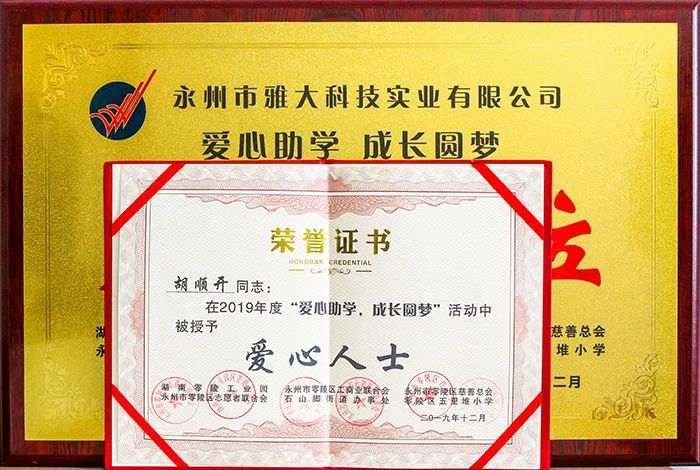 永州市雅大科技实业有限公司
爱心助学 成长圆梦
荣誉证书
HONORARY CREDENTIAL
胡顺开 同志：
在2019年度“爱心助学，成长圆梦”活动中
被授予
爱心人士
湖南零陵工业园 永州市零陵区工商业联合会 永州市零陵区慈善总会
永州市零陵区志愿者联合会 石山脚街道办事处 零陵区五星堆小学
二〇一九年十二月
湖
慈善总会
永
堆小学
二月